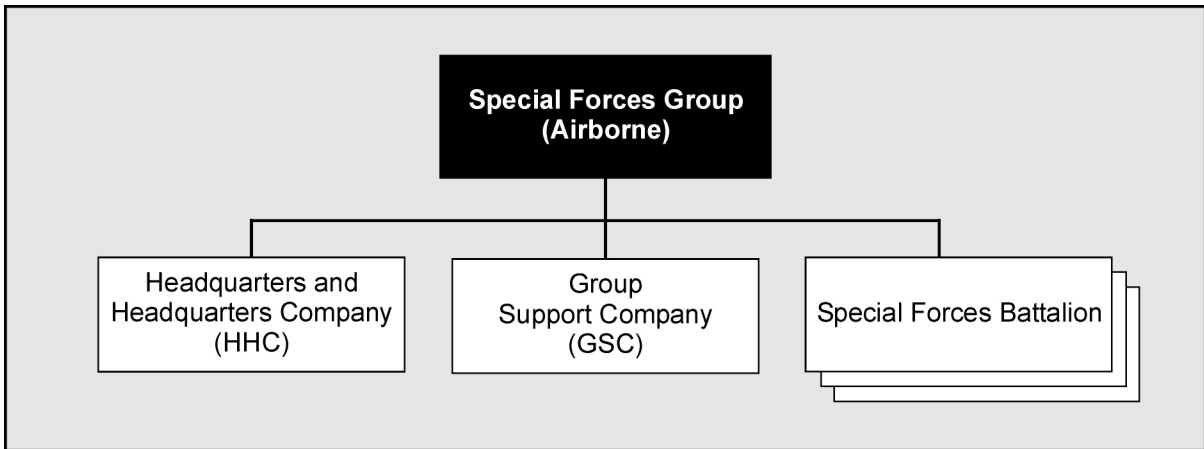 Special Forces Group
(Airborne)
Headquarters and
Headquarters Company
(HHC)
Group
Support Company
(GSC)
Special Forces Battalion